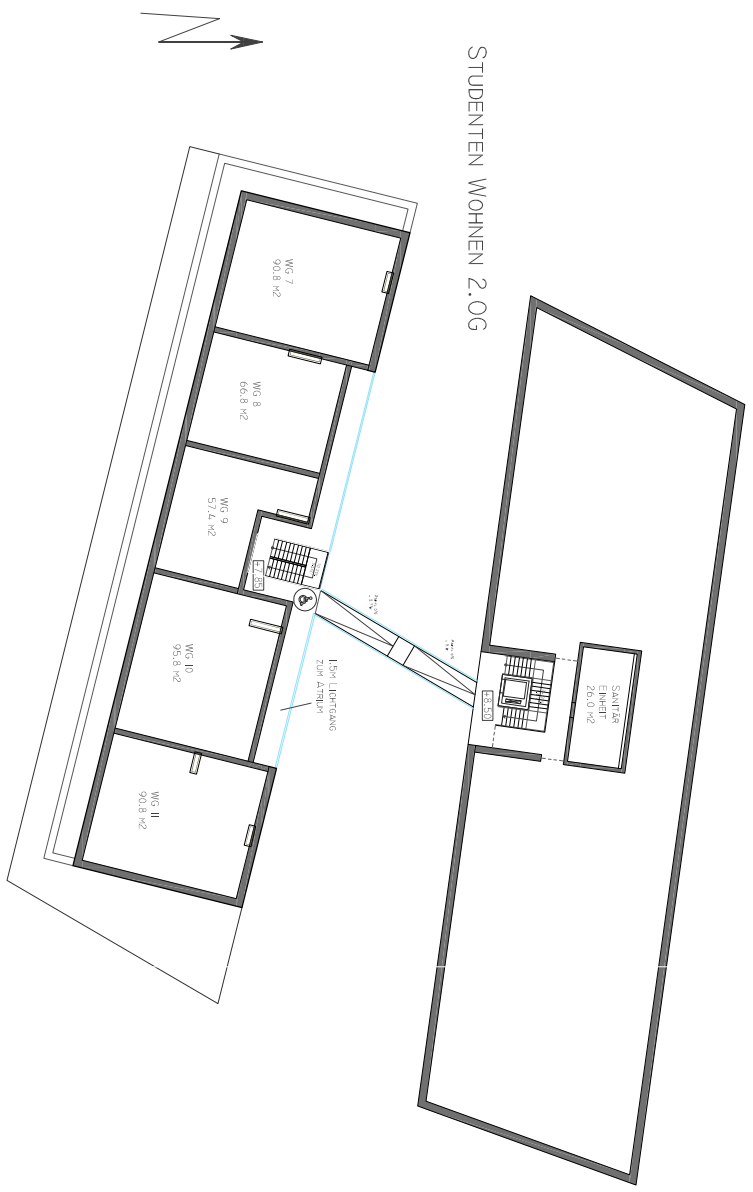 STUDENTEN WOHNEN 2.OG
WG 7
90.8 M2
WG 8
66.8 M2
WG 9
57.4 M2
+7.85
WG 10
95.8 M2
WG 11
90.8 M2
1.5M LICHTGANG
ZUM ATRIUM
+8.50
SANITÄR
EINHEIT
26.0 M2